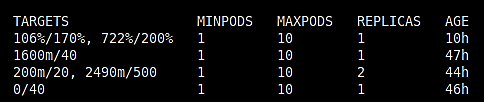 TARGETS MINPODS MAXPODS REPLICAS AGE
106%/170%, 722%/200% 1 10 1 10h
1600m/40 1 10 1 47h
200m/20, 2490m/500 1 10 2 44h
0/40 1 10 1 46h